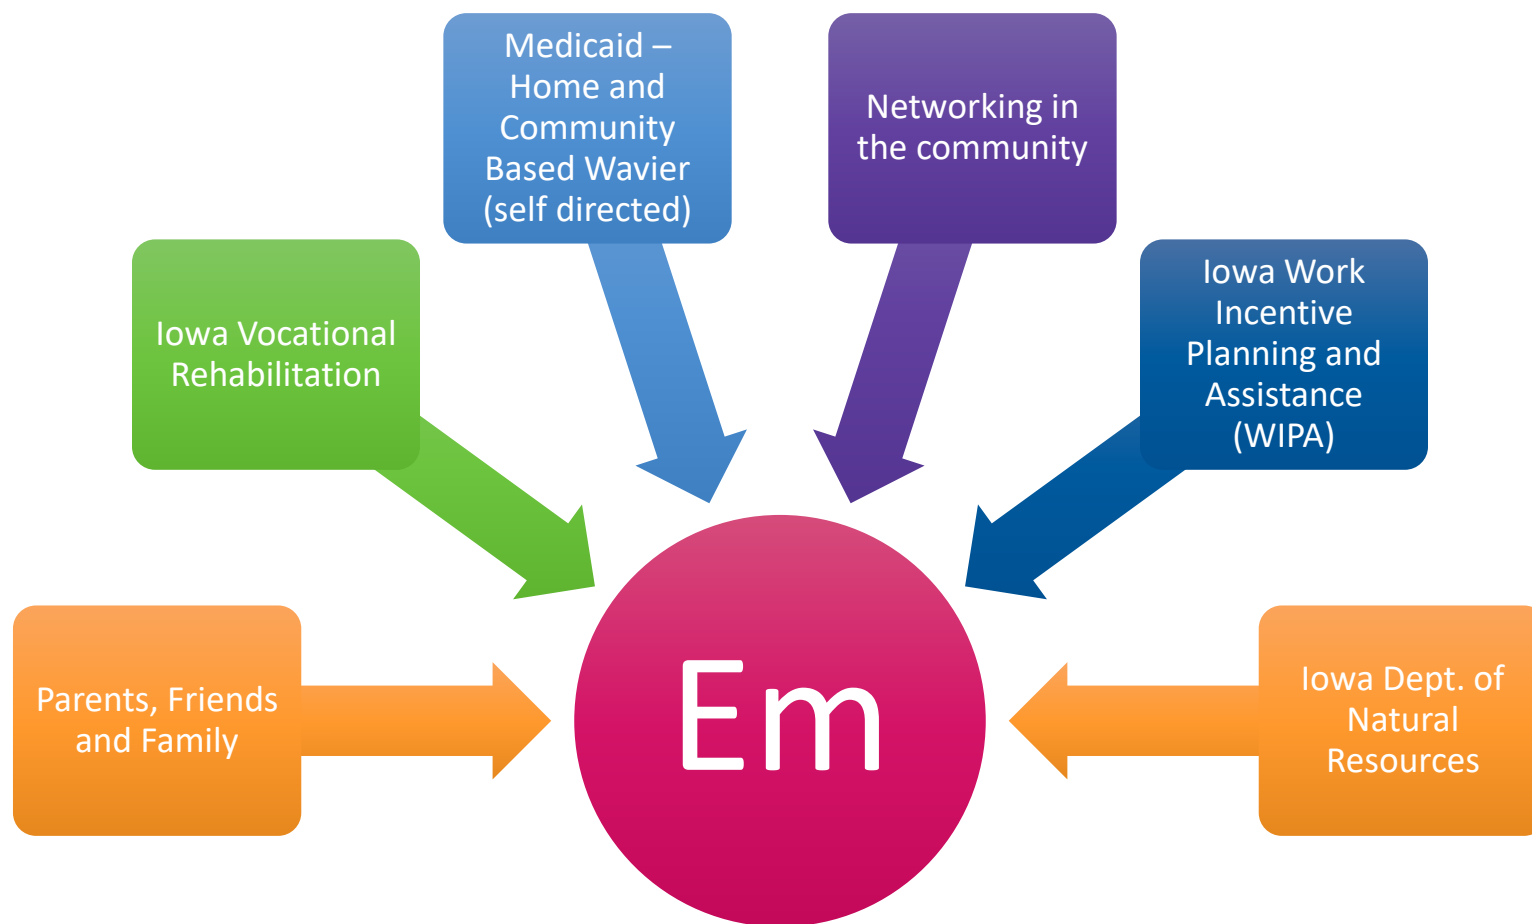 Medicaid –
Home and
Community
Based Wavier
(self directed)
Networking in
the community
Iowa Vocational
Rehabilitation
Iowa Work
Incentive
Planning and
Assistance
(WIPA)
Parents, Friends
and Family
Em
Iowa Dept. of
Natural
Resources